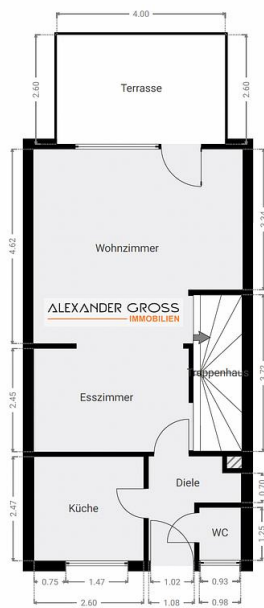 4.00
2.60
2.60
Terrasse
4.62
3.34
Wohnzimmer
ALEXANDER GROSS
IMMOBILIEN
Treppenhaus
3.72
2.45
Esszimmer
Diele
0.70
2.47
Küche
WC
1.25
0.75
1.47
1.02
0.93
2.60
1.08
0.98